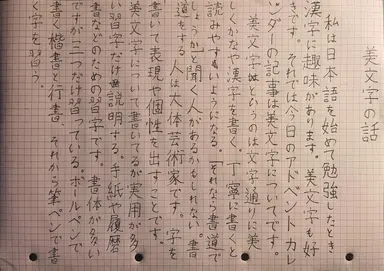 美文字の話
私は日本語を始めて勉強したとき
漢字に趣味があります。美文字も好
きです。それでは今日のアドベントカレ
ンダーの記事は美文字についてです。
美文字というのは文字通りに美
しくかなや漢字を書く、丁寧に書くと
読みやすいようになる。「それなら書道で
しょうか」と聞く人があるかもしれない。書
道をする人は大体芸術家です。字を
書いて表現や個性を出すことです。
美文字について書いてるが実用が多
い習字だけ説明する。手紙や履歴
書などのための習字です。書体が多い
ですが三つだけ習っている。ボールペンで
書く楷書と行書、それから筆ペンで書
く字を習う。